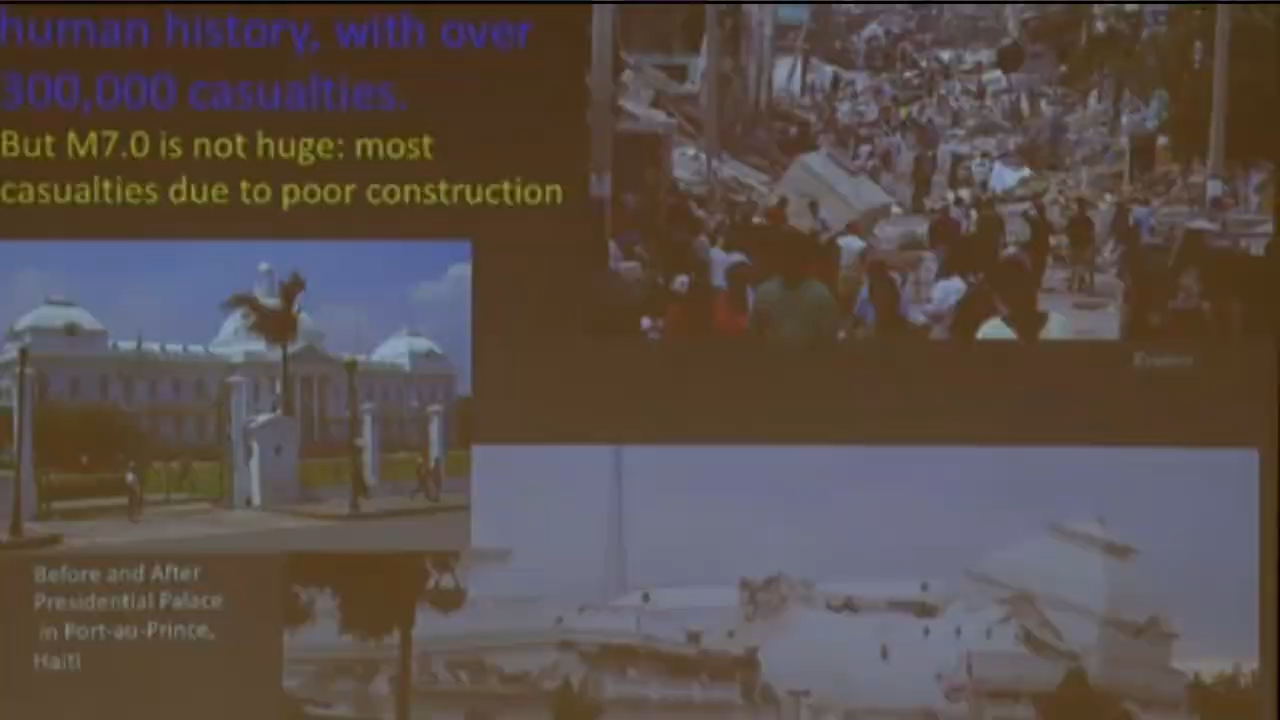 human history, with over
300,000 casualties.
But M7.0 is not huge: most
casualties due to poor construction
Reuters
Before and After
Presidential Palace
in Port-au-Prince,
Haiti